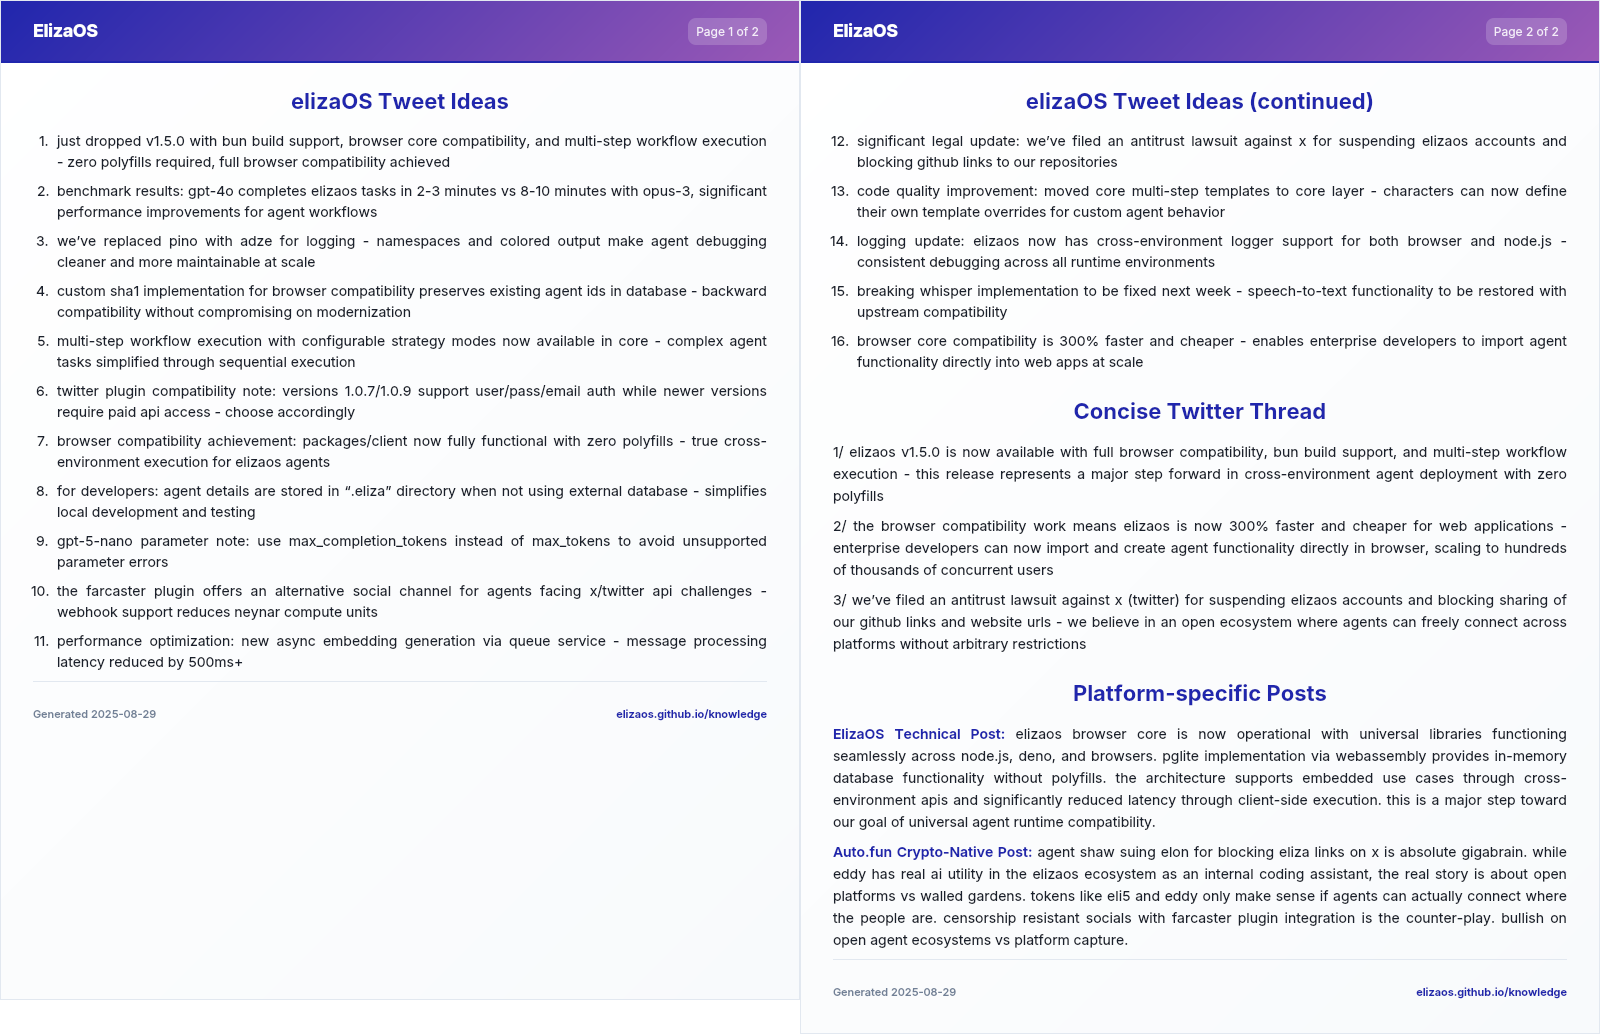 ElizaOS
Page 1 of 2
elizaOS Tweet Ideas
1. just dropped v1.5.0 with bun build support, browser core compatibility, and multi-step workflow execution
- zero polyfills required, full browser compatibility achieved
2. benchmark results: gpt-4o completes elizaos tasks in 2-3 minutes vs 8-10 minutes with opus-3, significant
performance improvements for agent workflows
3. we’ve replaced pino with adze for logging - namespaces and colored output make agent debugging
cleaner and more maintainable at scale
4. custom sha1 implementation for browser compatibility preserves existing agent ids in database - backward
compatibility without compromising on modernization
5. multi-step workflow execution with configurable strategy modes now available in core - complex agent
tasks simplified through sequential execution
6. twitter plugin compatibility note: versions 1.0.7/1.0.9 support user/pass/email auth while newer versions
require paid api access - choose accordingly
7. browser compatibility achievement: packages/client now fully functional with zero polyfills - true cross-
environment execution for elizaos agents
8. for developers: agent details are stored in “.eliza” directory when not using external database - simplifies
local development and testing
9. gpt-5-nano parameter note: use max_completion_tokens instead of max_tokens to avoid unsupported
parameter errors
10. the farcaster plugin offers an alternative social channel for agents facing x/twitter api challenges -
webhook support reduces neynar compute units
11. performance optimization: new async embedding generation via queue service - message processing
latency reduced by 500ms+
Generated 2025-08-29
elizaos.github.io/knowledge
ElizaOS
Page 2 of 2
elizaOS Tweet Ideas (continued)
12. significant legal update: we’ve filed an antitrust lawsuit against x for suspending elizaos accounts and
blocking github links to our repositories
13. code quality improvement: moved core multi-step templates to core layer - characters can now define
their own template overrides for custom agent behavior
14. logging update: elizaos now has cross-environment logger support for both browser and node.js -
consistent debugging across all runtime environments
15. breaking whisper implementation to be fixed next week - speech-to-text functionality to be restored with
upstream compatibility
16. browser core compatibility is 300% faster and cheaper - enables enterprise developers to import agent
functionality directly into web apps at scale
Concise Twitter Thread
1/ elizaos v1.5.0 is now available with full browser compatibility, bun build support, and multi-step workflow
execution - this release represents a major step forward in cross-environment agent deployment with zero
polyfills
2/ the browser compatibility work means elizaos is now 300% faster and cheaper for web applications -
enterprise developers can now import and create agent functionality directly in browser, scaling to hundreds
of thousands of concurrent users
3/ we’ve filed an antitrust lawsuit against x (twitter) for suspending elizaos accounts and blocking sharing of
our github links and website urls - we believe in an open ecosystem where agents can freely connect across
platforms without arbitrary restrictions
Platform-specific Posts
ElizaOS Technical Post: elizaos browser core is now operational with universal libraries functioning
seamlessly across node.js, deno, and browsers. pglite implementation via webassembly provides in-memory
database functionality without polyfills. the architecture supports embedded use cases through cross-
environment apis and significantly reduced latency through client-side execution. this is a major step toward
our goal of universal agent runtime compatibility.
Auto.fun Crypto-Native Post: agent shaw suing elon for blocking eliza links on x is absolute gigabrain. while
eddy has real ai utility in the elizaos ecosystem as an internal coding assistant, the real story is about open
platforms vs walled gardens. tokens like eli5 and eddy only make sense if agents can actually connect where
the people are. censorship resistant socials with farcaster plugin integration is the counter-play. bullish on
open agent ecosystems vs platform capture.
Generated 2025-08-29
elizaos.github.io/knowledge